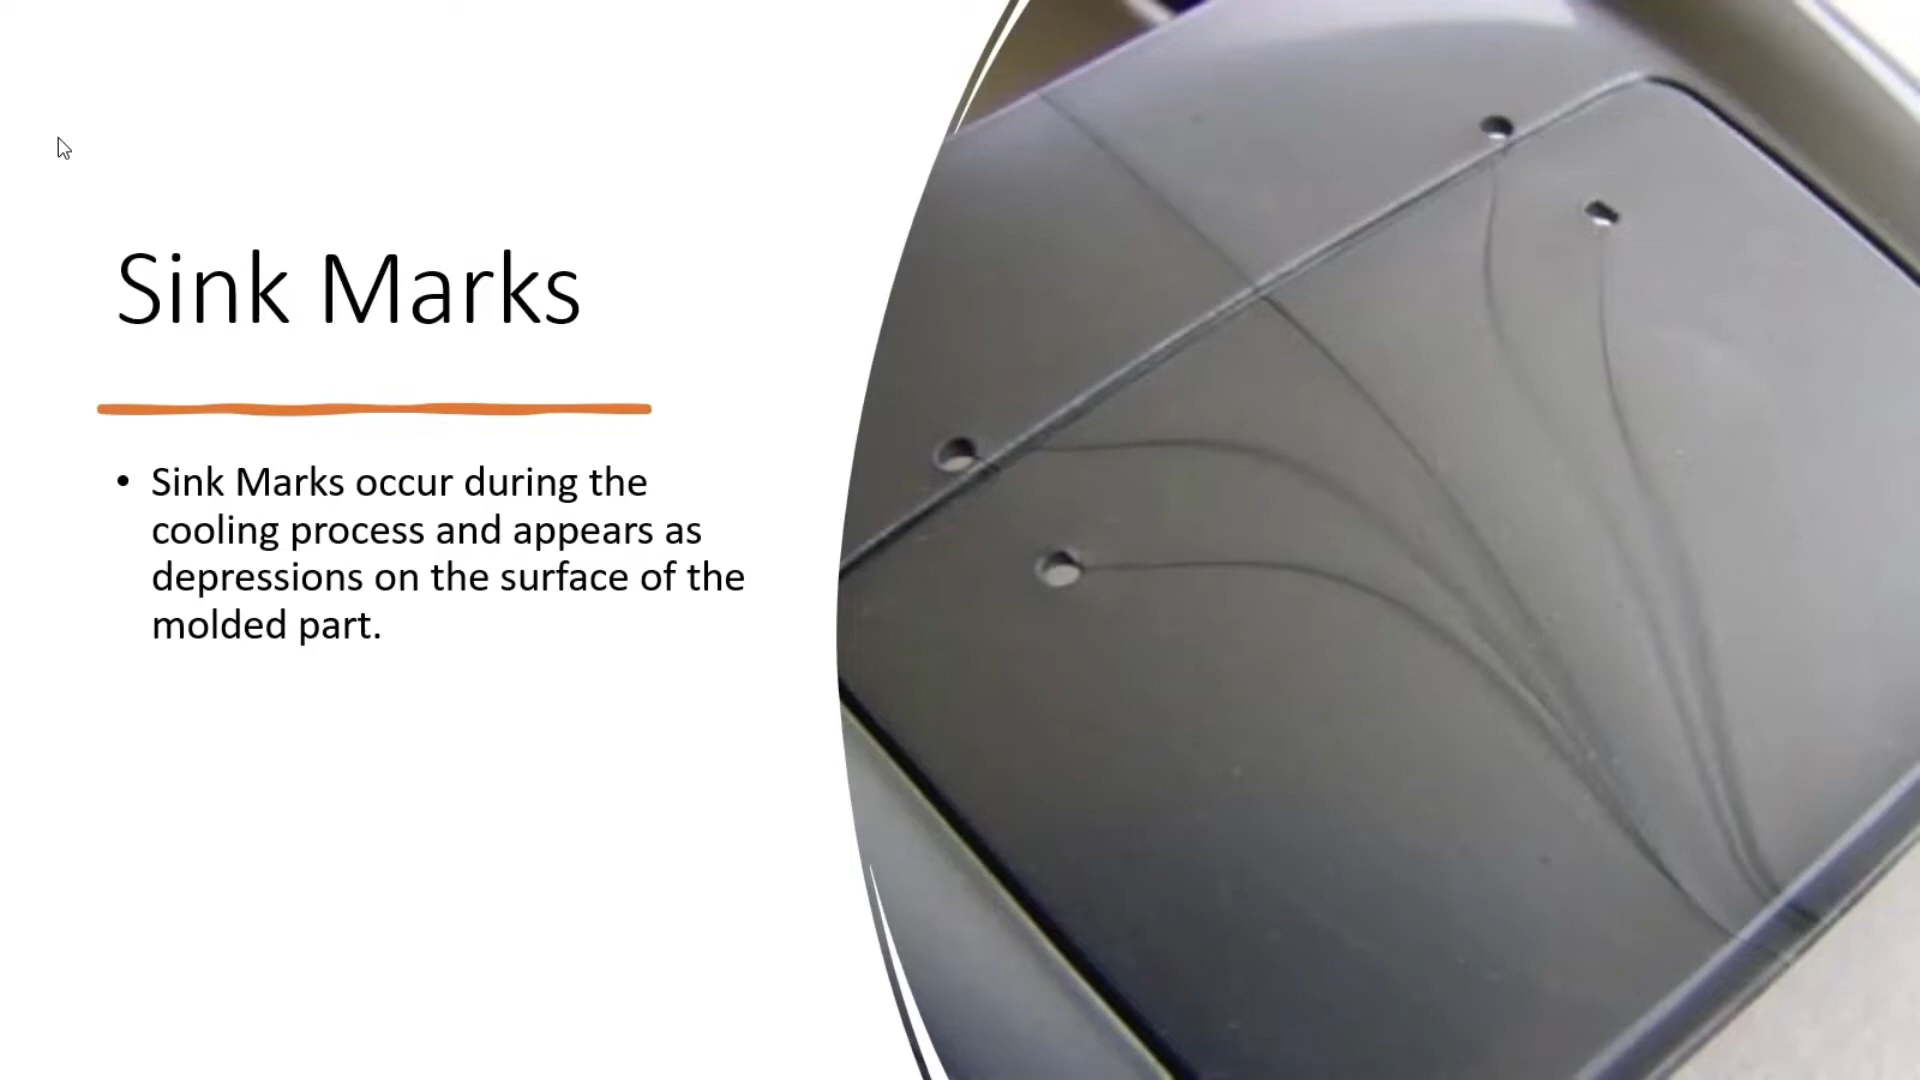 Sink Marks
• Sink Marks occur during the
cooling process and appears as
depressions on the surface of the
molded part.